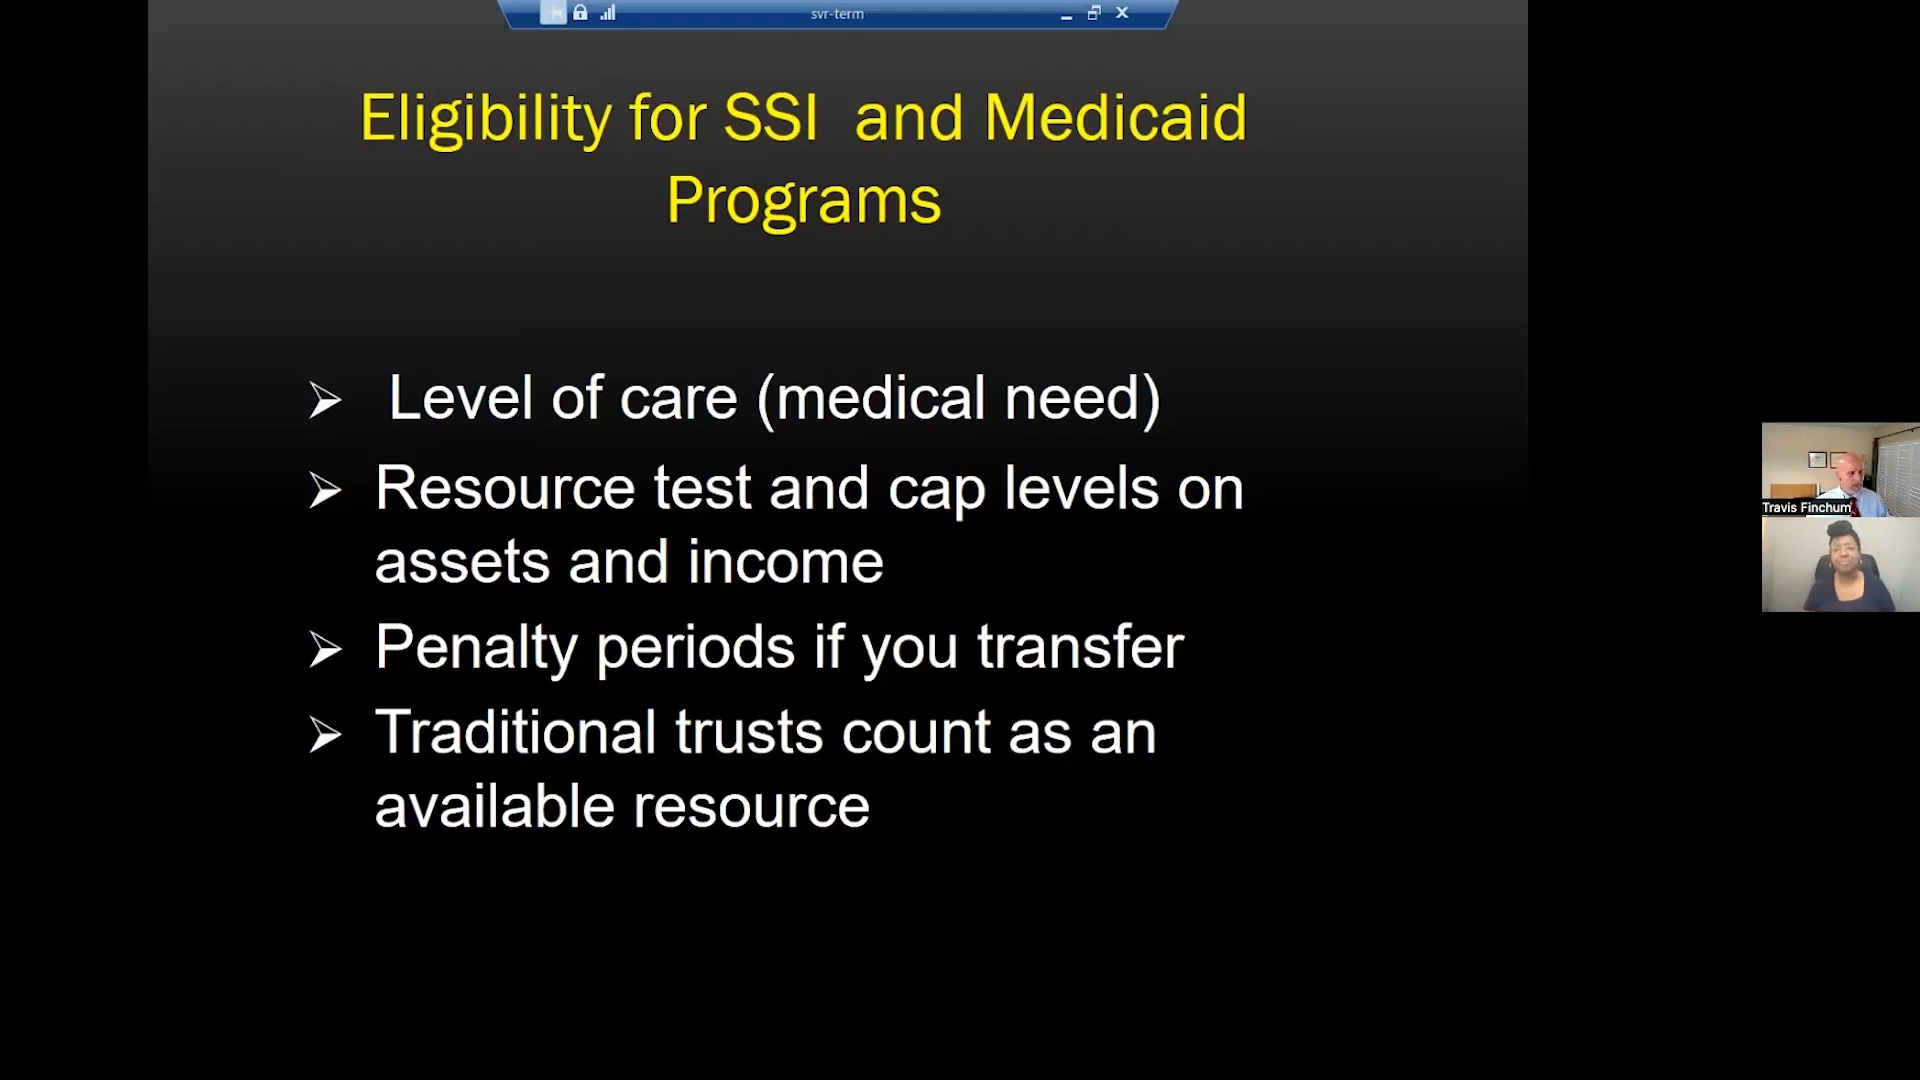 svr-term
Eligibility for SSI and Medicaid
Programs
➢ Level of care (medical need)
➢ Resource test and cap levels on
assets and income
➢ Penalty periods if you transfer
➢ Traditional trusts count as an
available resource
Travis Finchum